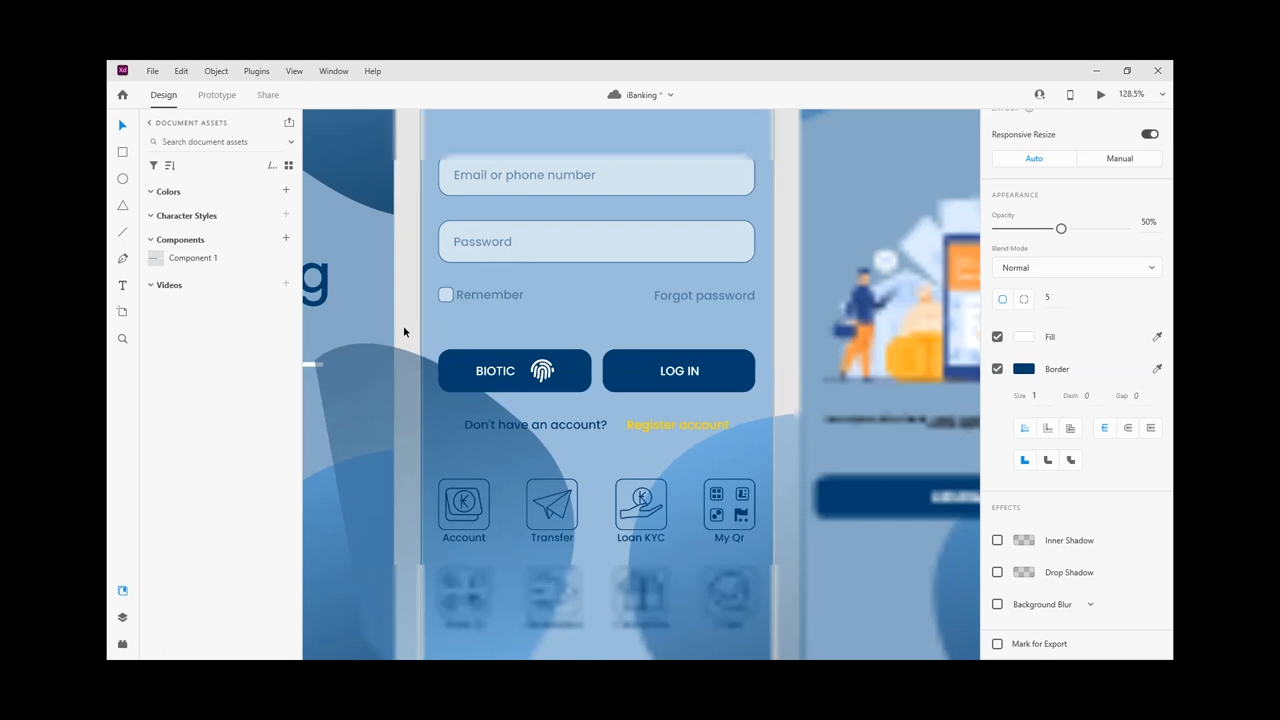 Xd File Edit Object Plugins View Window Help
Design Prototype Share
iBanking *
128.5%
DOCUMENT ASSETS
Search document assets
Colors
Character Styles
Components
Component 1
Videos
g
Email or phone number
Password
Remember Forgot password
BIOTIC LOG IN
Don't have an account? Register account
Account Transfer Loan KYC My Qr
Responsive Resize
Auto Manual
APPEARANCE
Opacity
50%
Blend Mode
Normal
5
Fill
Border
Size 1 Dash 0 Gap 0
EFFECTS
Inner Shadow
Drop Shadow
Background Blur
Mark for Export